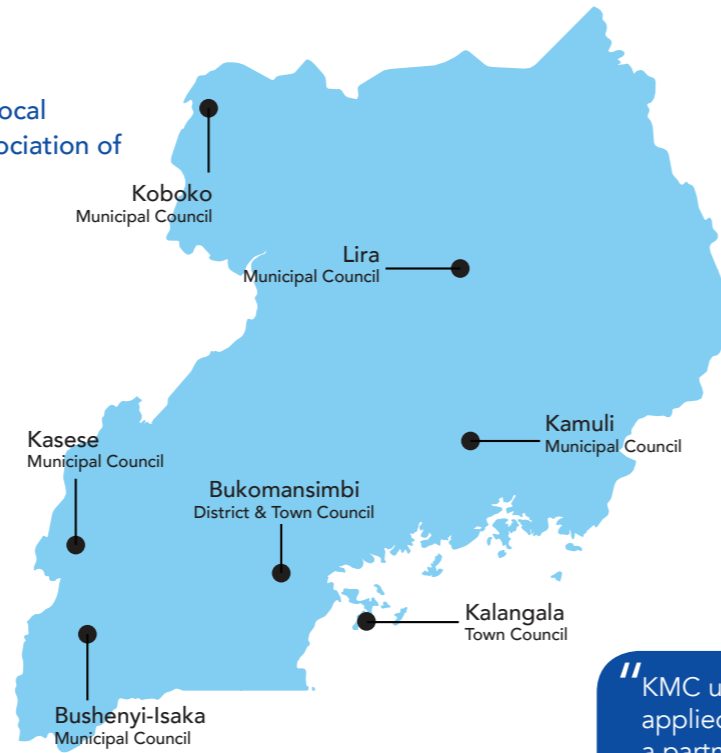 ocal
ociation of
Koboko
Municipal Council
Lira
Municipal Council
Kamuli
Municipal Council
Kasese
Municipal Council
Bukomansimbi
District & Town Council
Kalangala
Town Council
Bushenyi-Isaka
Municipal Council
"KMC u
applied
a partn